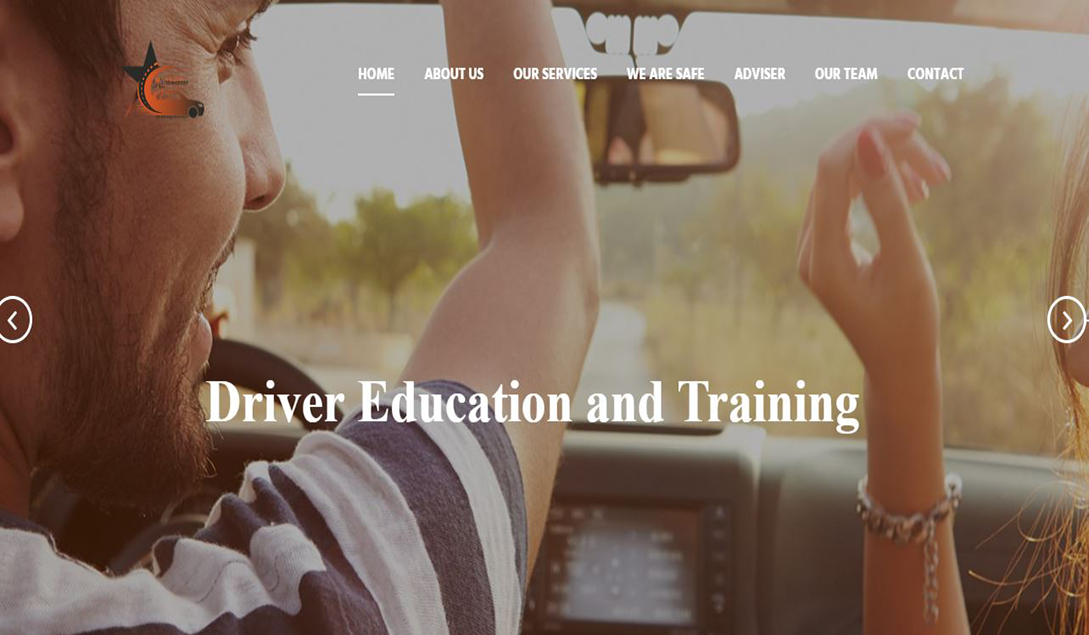 HOME ABOUT US OUR SERVICES WE ARE SAFE ADVISER OUR TEAM CONTACT
Driver Education and Training